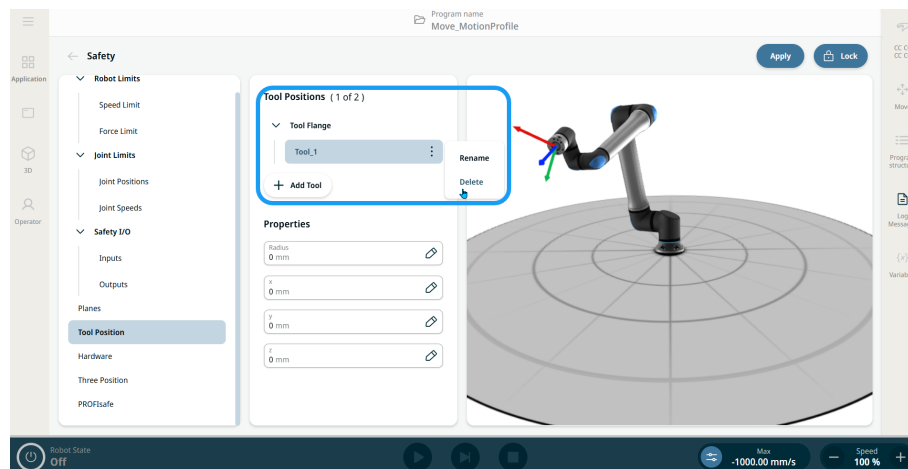 Program name
Move_MotionProfile
Application
3D
Operator
Safety
Apply
Lock
Robot Limits
Speed Limit
Force Limit
Joint Limits
Joint Positions
Joint Speeds
Safety I/O
Inputs
Outputs
Planes
Tool Position
Hardware
Three Position
PROFIsafe
Tool Positions ( 1 of 2 )
Tool Flange
Tool_1
Add Tool
Rename
Delete
Properties
Radius
0 mm
x
0 mm
y
0 mm
z
0 mm
Move
Log
Robot State
Off
Max
-1000.00 mm/s
Speed
100 %